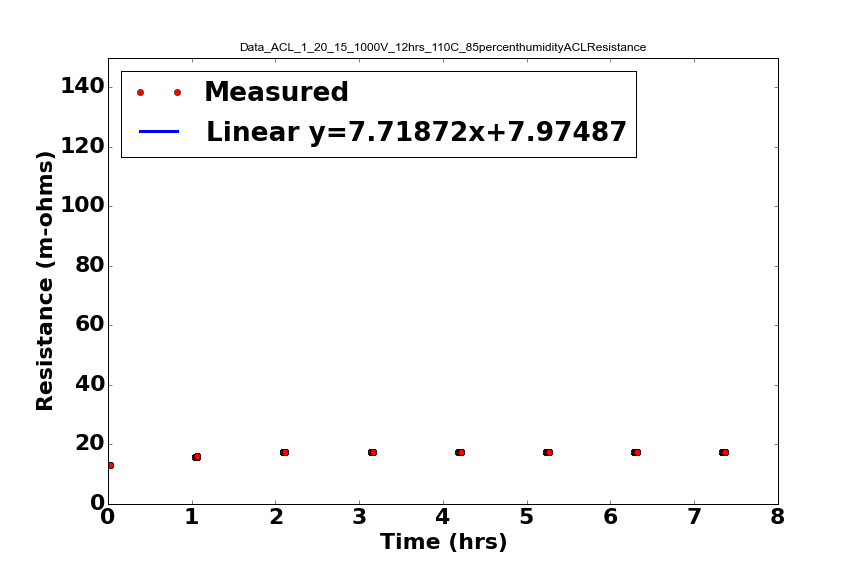 Data_ACL_1_20_15_1000V_12hrs_110C_85percenthumidityACLResistance
Measured
Linear y=7.71872x+7.97487
Resistance (m-ohms)
140
120
100
80
60
40
20
0
0 1 2 3 4 5 6 7 8
Time (hrs)